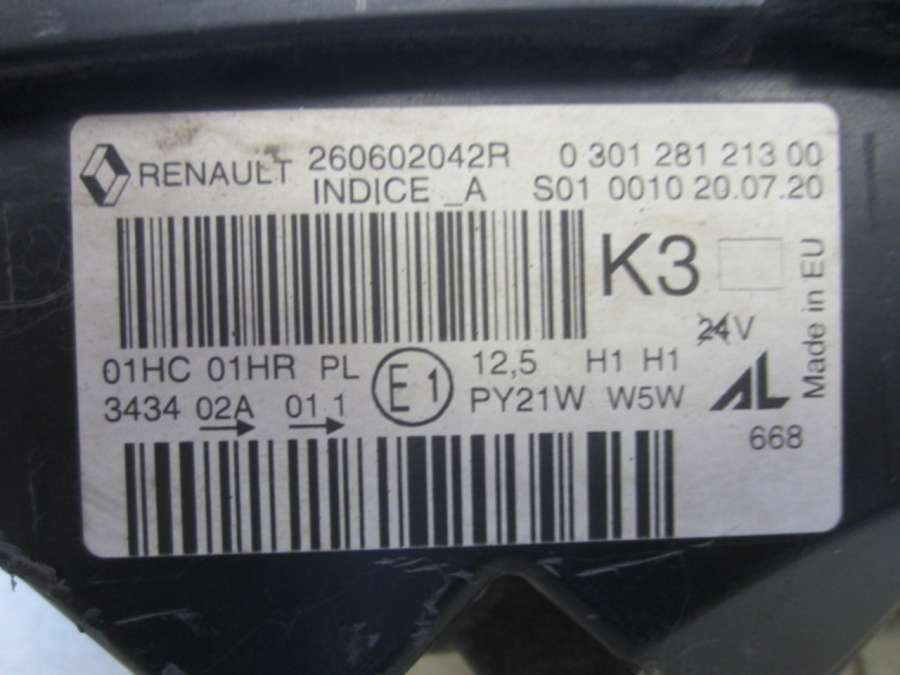 RENAULT 260602042R 0 301 281 213 00
INDICE _A S01 0010 20.07.20
K3
24V
Made in EU
01HC 01HR PL E1 12,5 H1 H1
3434 02A 01 1 PY21W W5W AL
668